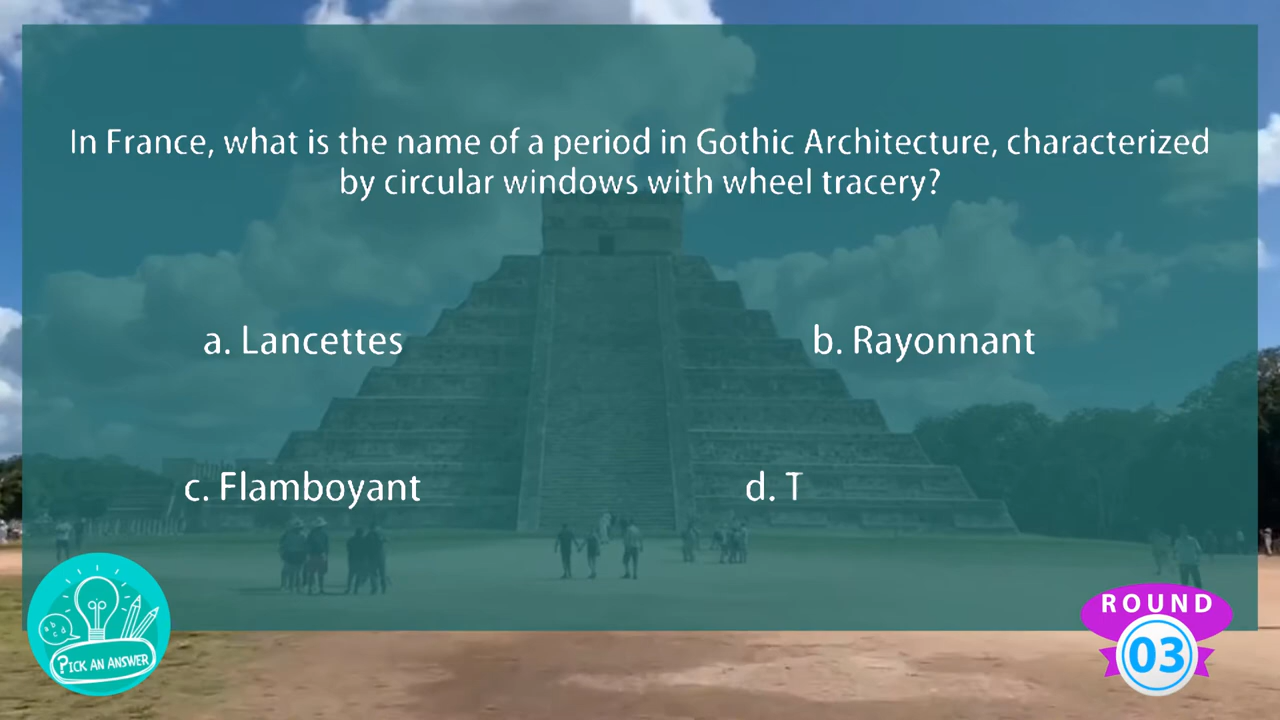 In France, what is the name of a period in Gothic Architecture, characterized
by circular windows with wheel tracery?
a. Lancettes
b. Rayonnant
c. Flamboyant
d. T
a b
c d
PICK AN ANSWER
ROUND
03